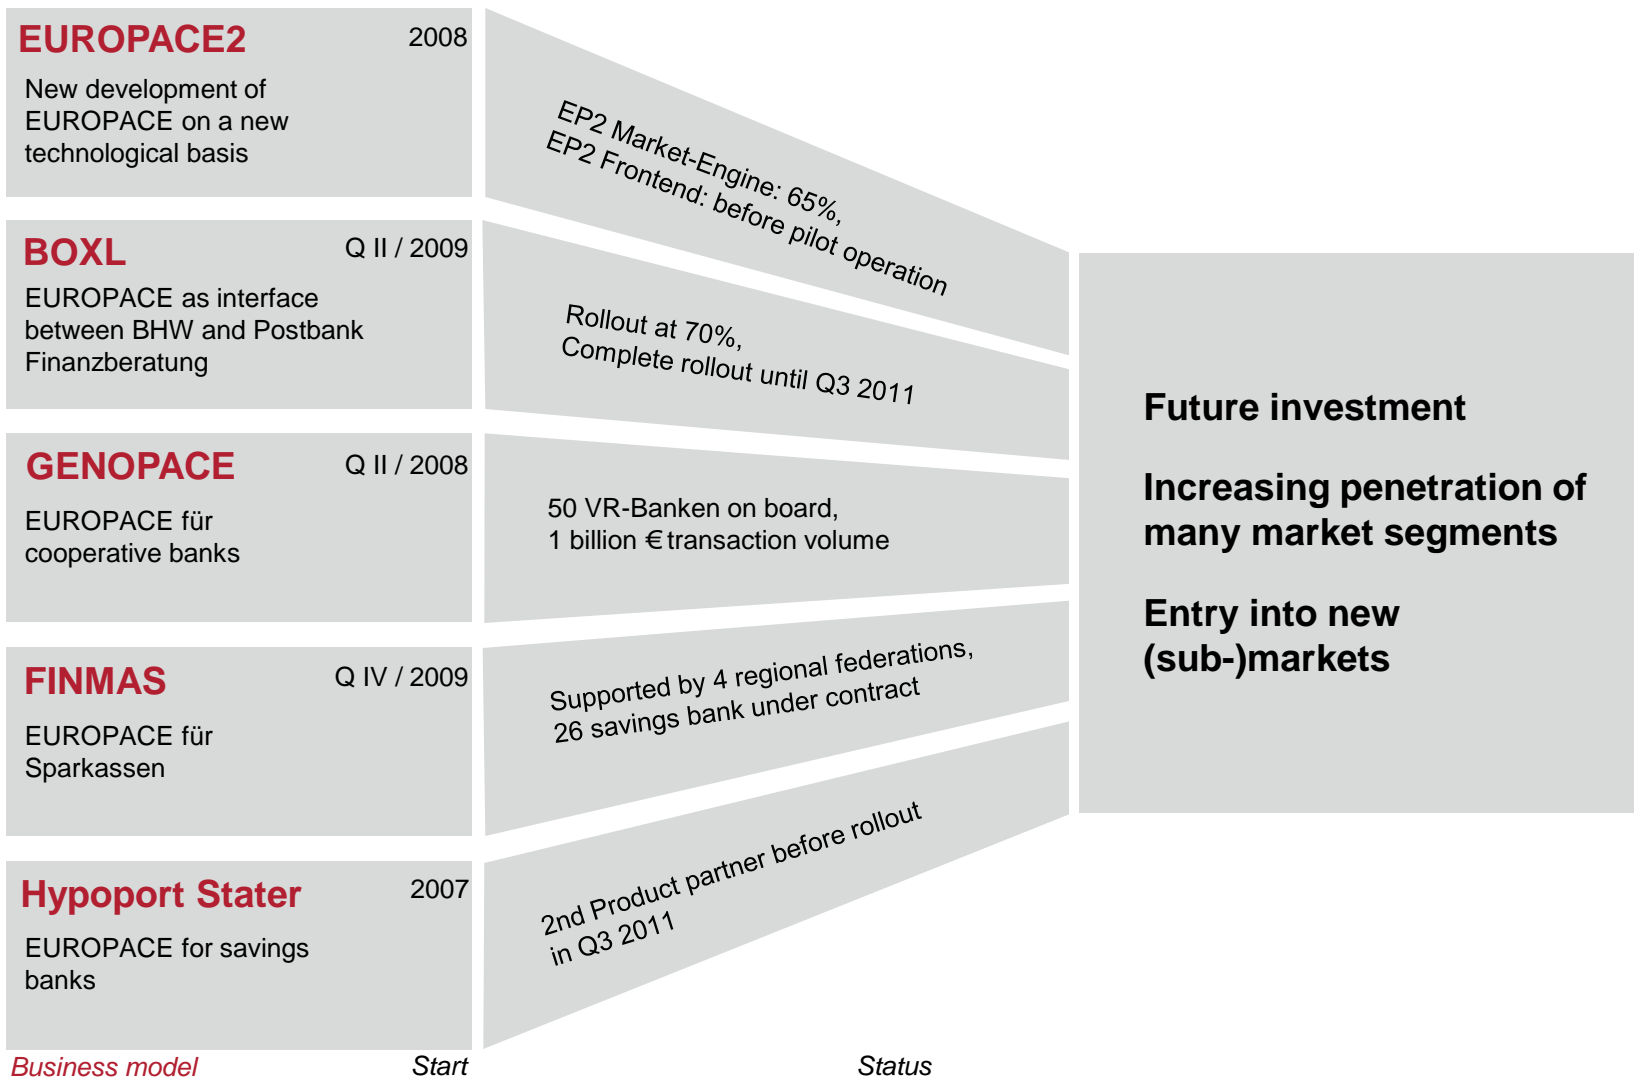 EUROPACE2 2008
New development of
EUROPACE on a new
technological basis
EP2 Market-Engine: 65%,
EP2 Frontend: before pilot operation
BOXL Q II / 2009
EUROPACE as interface
between BHW and Postbank
Finanzberatung
Rollout at 70%,
Complete rollout until Q3 2011
GENOPACE Q II / 2008
EUROPACE für
cooperative banks
50 VR-Banken on board,
1 billion € transaction volume
FINMAS Q IV / 2009
EUROPACE für
Sparkassen
Supported by 4 regional federations,
26 savings bank under contract
Hypoport Stater 2007
EUROPACE for savings
banks
2nd Product partner before rollout
in Q3 2011
Future investment
Increasing penetration of
many market segments
Entry into new
(sub-)markets
Business model Start Status